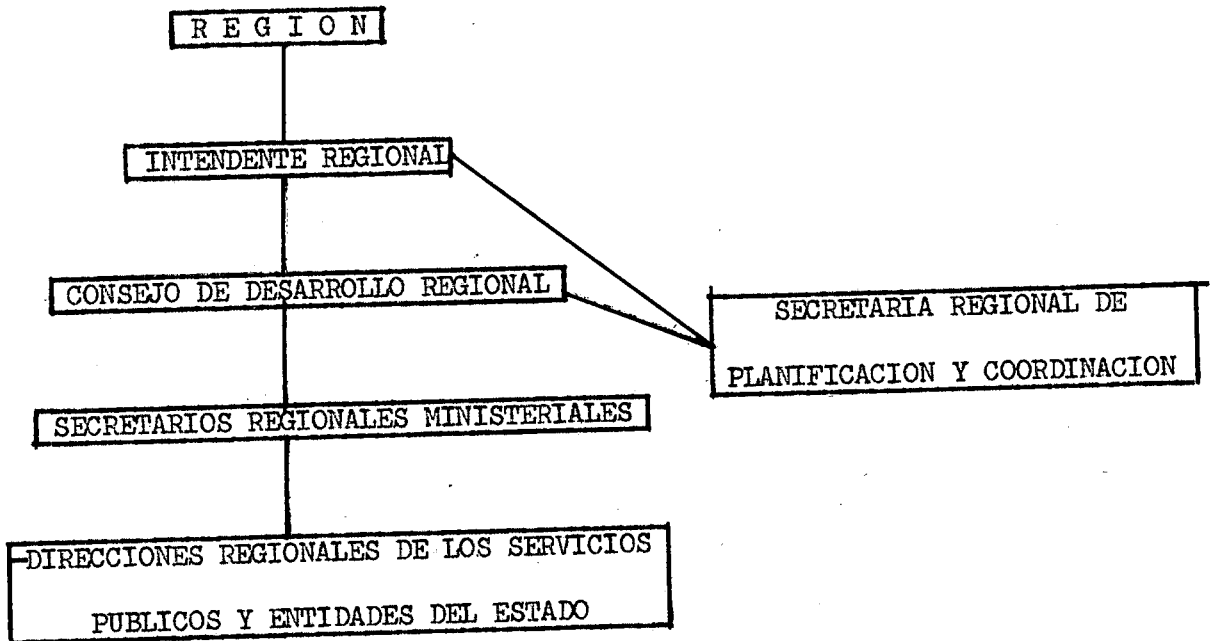 R E G I O N
INTENDENTE REGIONAL
CONSEJO DE DESARROLLO REGIONAL
SECRETARIA REGIONAL DE
PLANIFICACION Y COORDINACION
SECRETARIOS REGIONALES MINISTERIALES
DIRECCIONES REGIONALES DE LOS SERVICIOS
PUBLICOS Y ENTIDADES DEL ESTADO